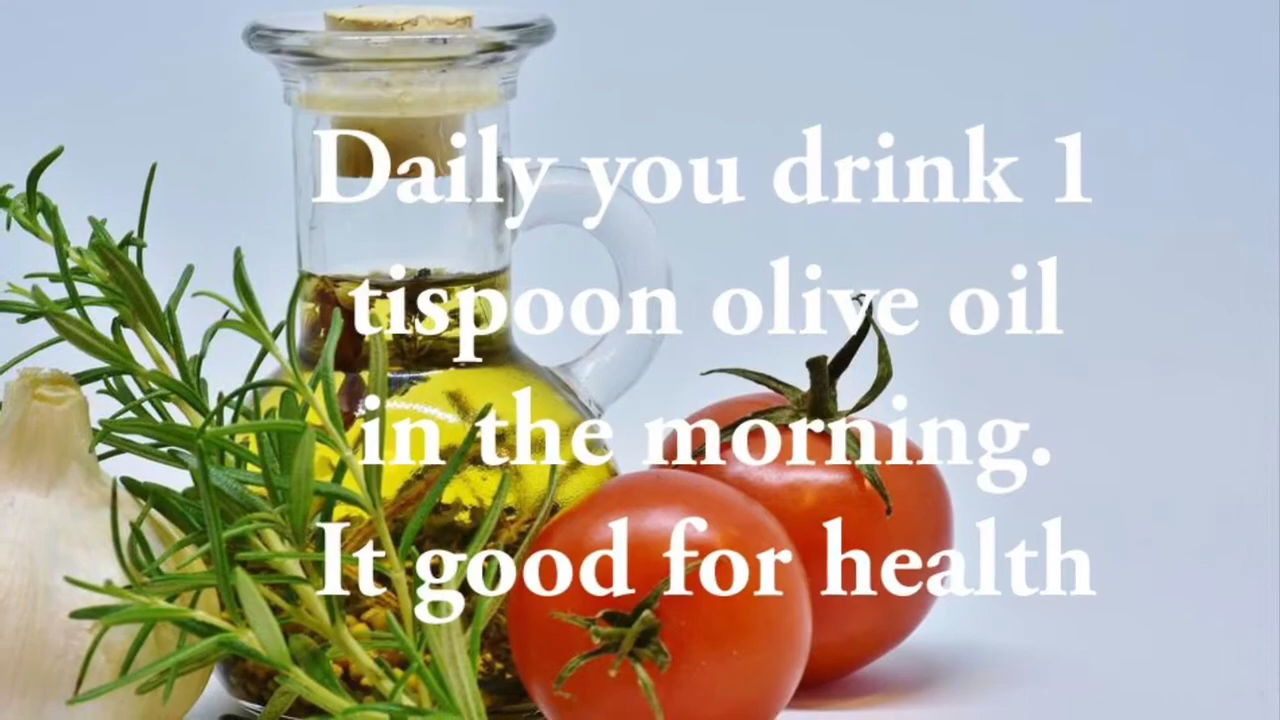 Daily you drink 1
tispoon olive oil
in the morning.
It good for health